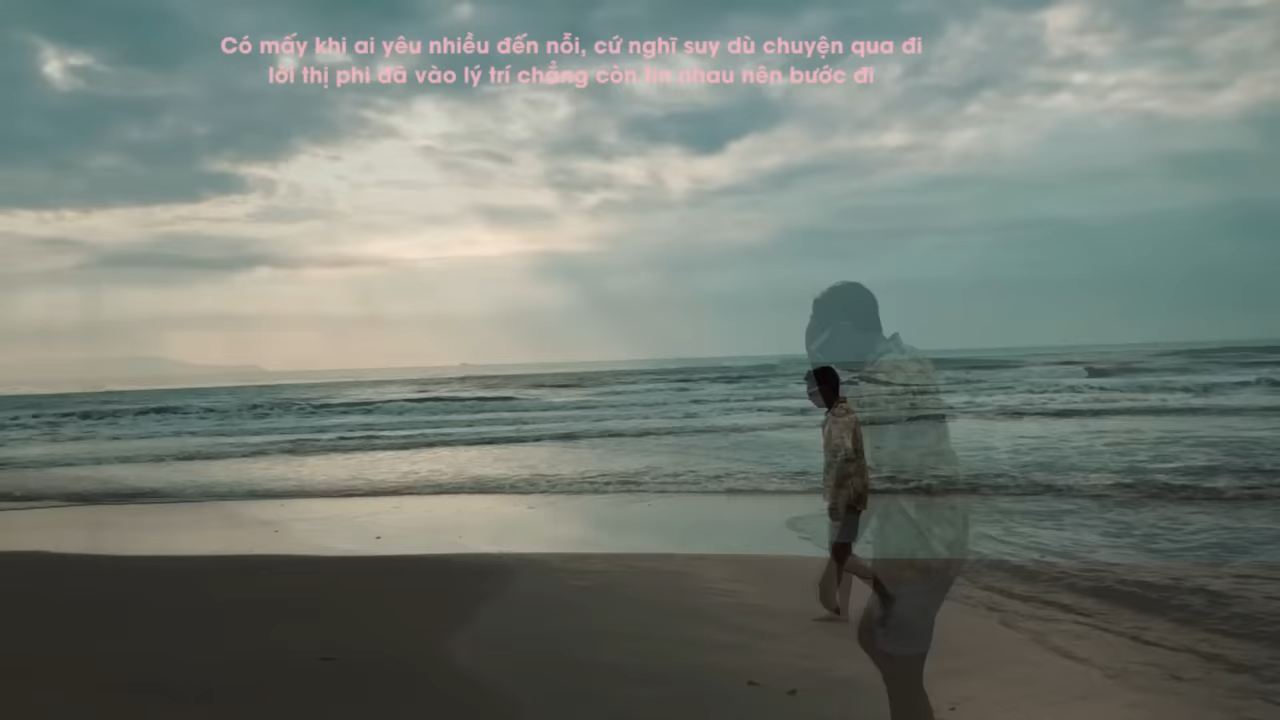 Có mấy khi ai yêu nhiều đến nỗi, cứ nghĩ suy dù chuyện qua đi
lời thị phi đã vào lý trí chẳng còn tin nhau nên bước đi